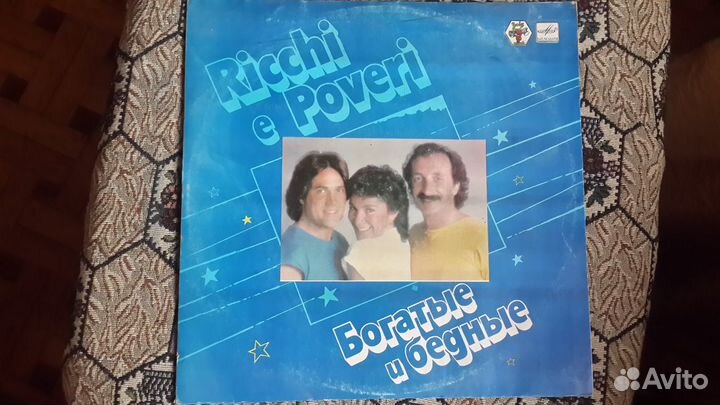 Ricchi
e Poveri
Богатые
и бедные
Avito